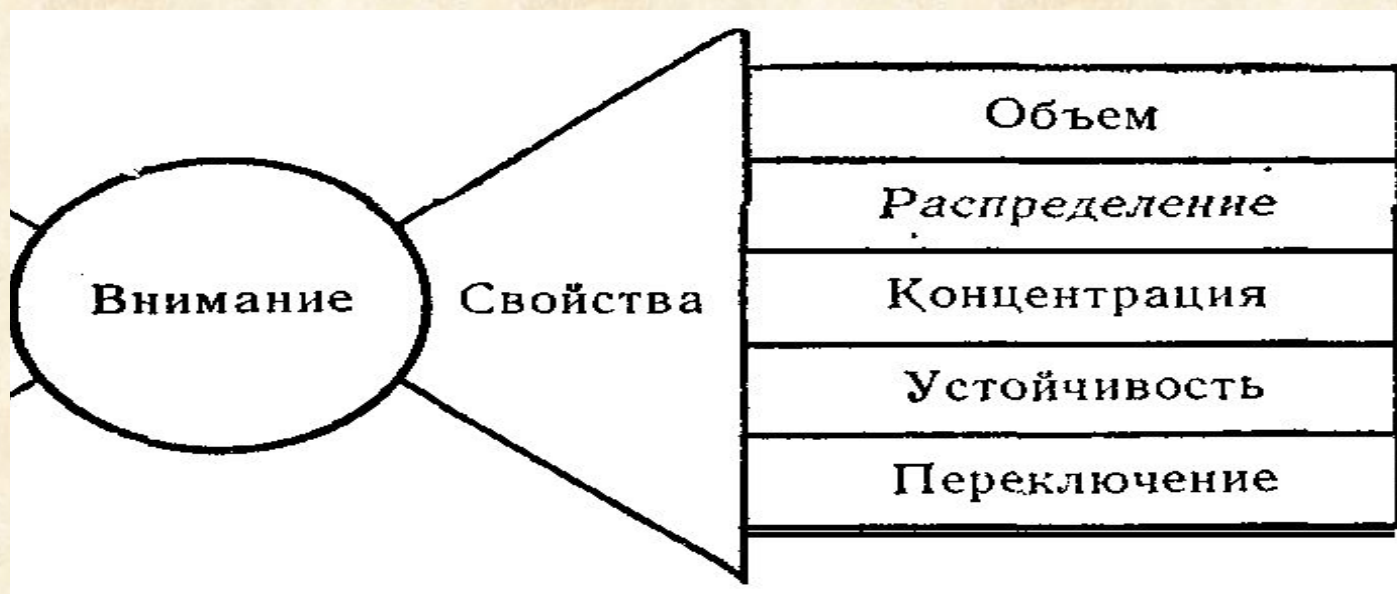 Внимание
Свойства
Объем
Распределение
Концентрация
Устойчивость
Переключение